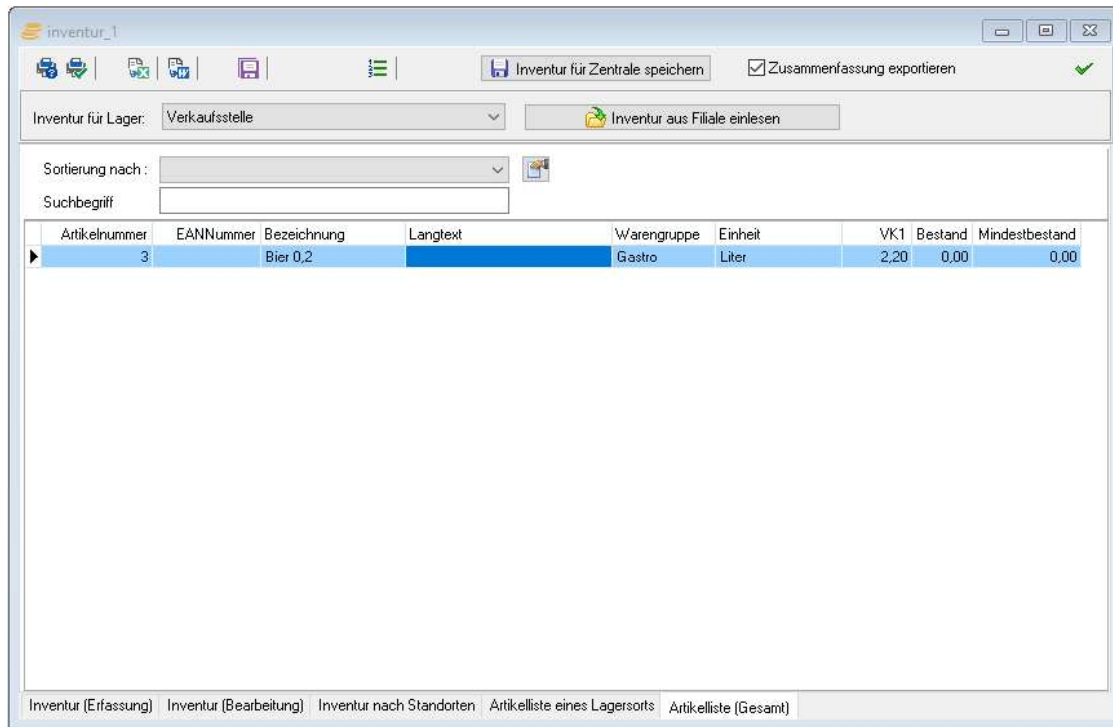 inventur_1
Inventur für Zentrale speichern Zusammenfassung exportieren
Inventur für Lager: Verkaufsstelle Inventur aus Filiale einlesen
Sortierung nach :
Suchbegriff
Artikelnummer EANNummer Bezeichnung Langtext Warengruppe Einheit VK1 Bestand Mindestbestand
3 Bier 0,2 Gastro Liter 2,20 0,00 0,00
Inventur (Erfassung) Inventur (Bearbeitung) Inventur nach Standorten Artikelliste eines Lagersorts Artikelliste (Gesamt)